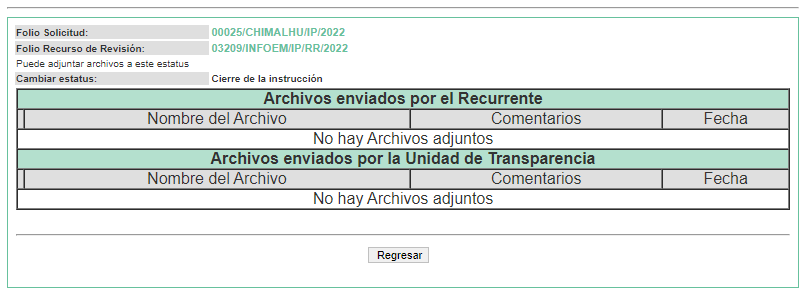 Folio Solicitud: 00025/CHIMALHU/IP/2022
Folio Recurso de Revisión: 03209/INFOEM/IP/RR/2022
Puede adjuntar archivos a este estatus
Cambiar estatus: Cierre de la instrucción
Archivos enviados por el Recurrente
Nombre del Archivo Comentarios Fecha
No hay Archivos adjuntos
Archivos enviados por la Unidad de Transparencia
Nombre del Archivo Comentarios Fecha
No hay Archivos adjuntos
Regresar